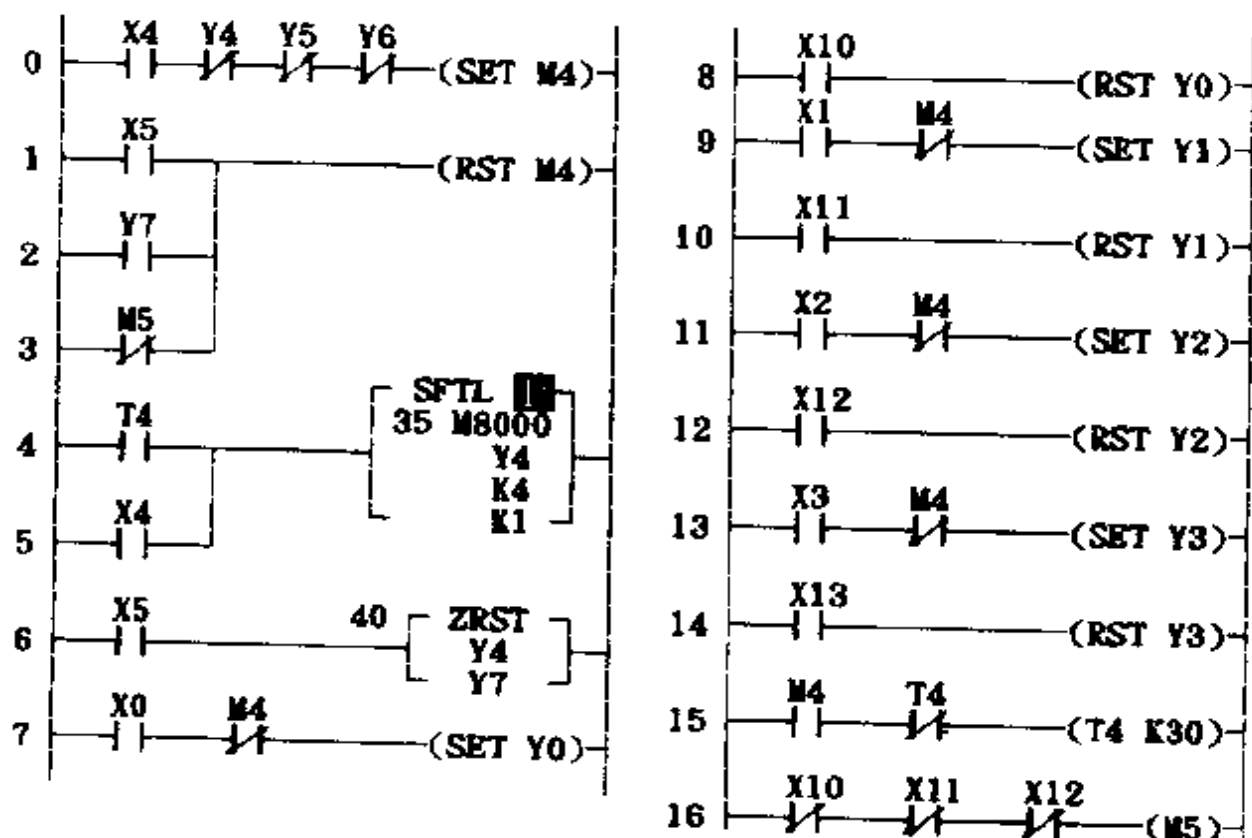 X4 Y4 Y5 Y6
0 (SET M4)
X5
1 (RST M4)
Y7
2
M5
3
SFTL
T4 35 M8000
4 Y4
K4
X4 K1
5
X5 40 ZRST
6 Y4
Y7
X0 M4
7 (SET Y0)
X10
8 (RST Y0)
X1 M4
9 (SET Y1)
X11
10 (RST Y1)
X2 M4
11 (SET Y2)
X12
12 (RST Y2)
X3 M4
13 (SET Y3)
X13
14 (RST Y3)
M4 T4
15 (T4 K30)
X10 X11 X12
16 (M5)